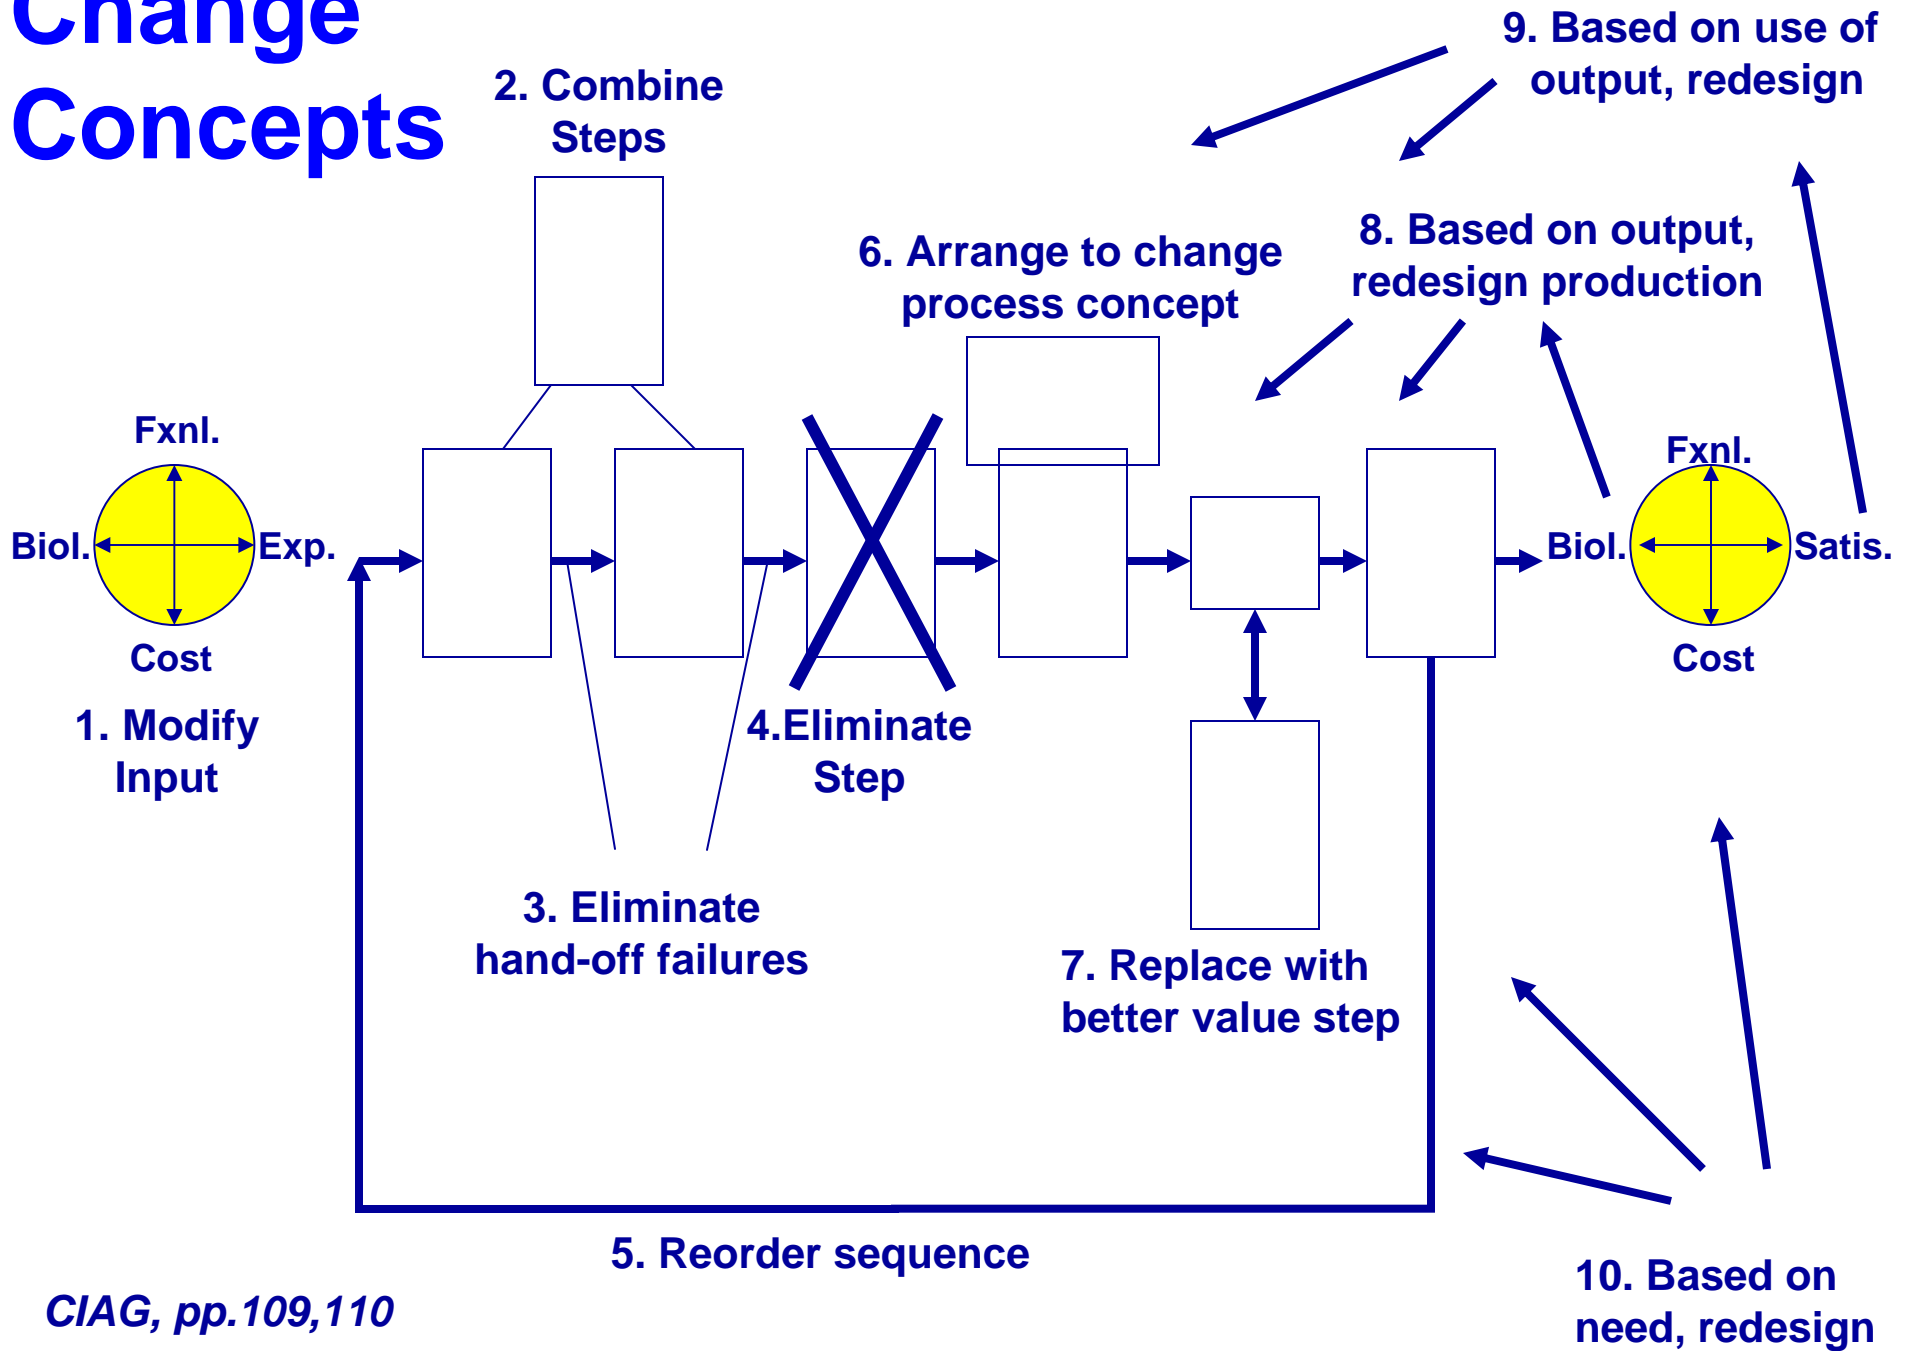 Change
Concepts
2. Combine
Steps
9. Based on use of
output, redesign
6. Arrange to change
process concept
8. Based on output,
redesign production
Fxnl.
Biol.
Exp.
Cost
1. Modify
Input
4.Eliminate
Step
3. Eliminate
hand-off failures
7. Replace with
better value step
Fxnl.
Biol.
Satis.
Cost
5. Reorder sequence
10. Based on
need, redesign
CIAG, pp.109,110